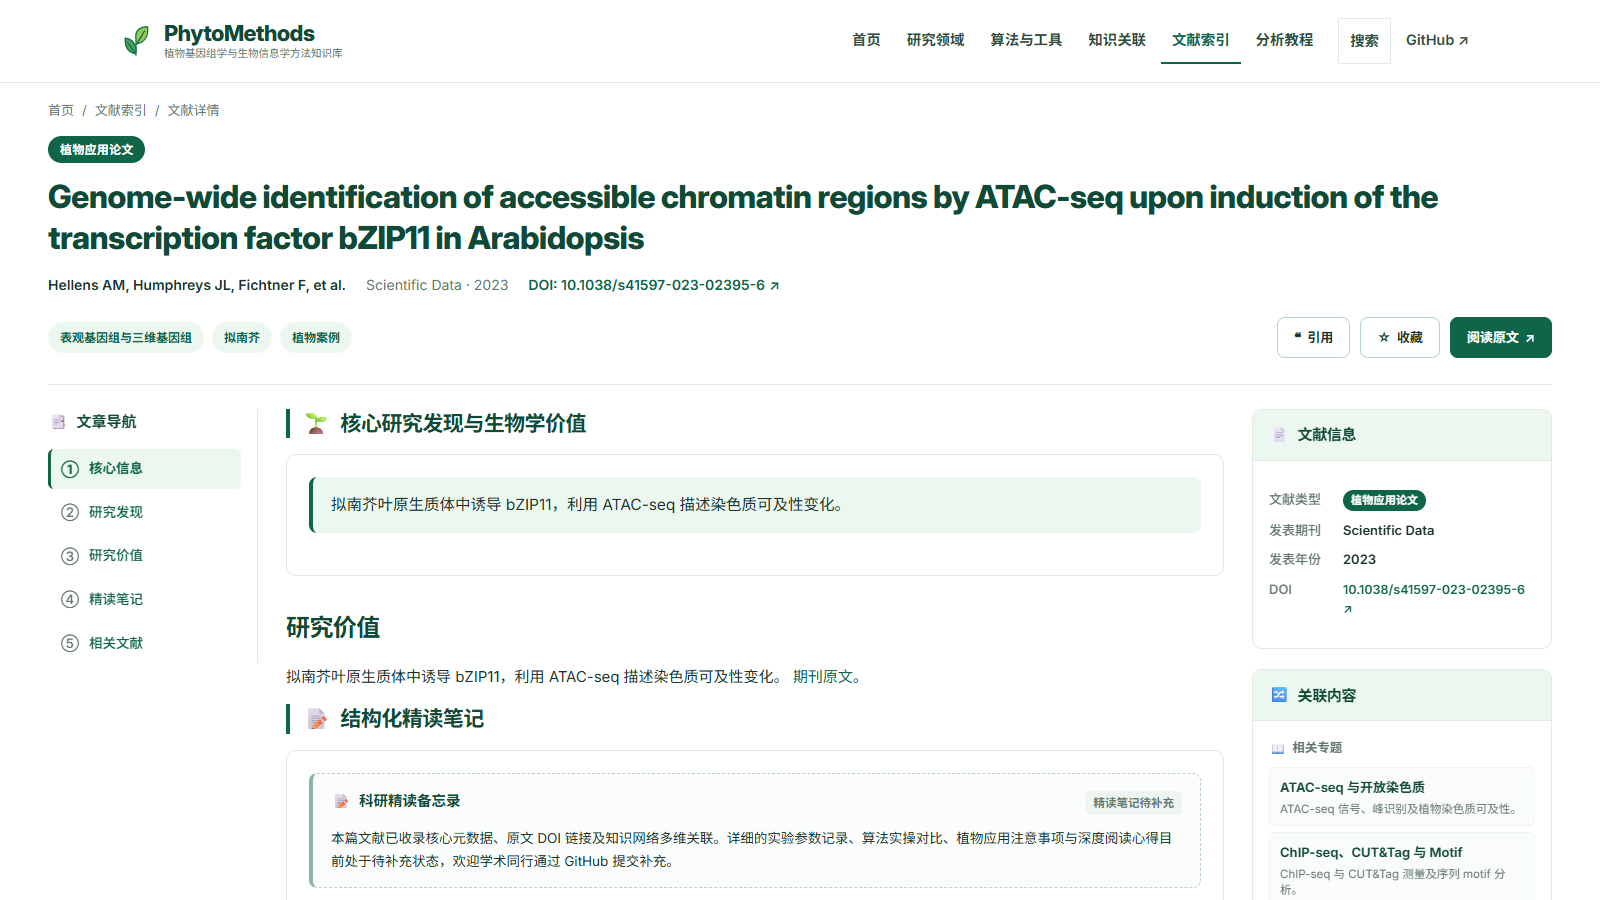 PhytoMethods
植物基因组学与生物信息学方法知识库
首页 研究领域 算法与工具 知识关联 文献索引 分析教程 搜索 GitHub ↗
首页 / 文献索引 / 文献详情
植物应用论文
Genome-wide identification of accessible chromatin regions by ATAC-seq upon induction of the
transcription factor bZIP11 in Arabidopsis
Hellens AM, Humphreys JL, Fichtner F, et al. Scientific Data · 2023 DOI: 10.1038/s41597-023-02395-6 ↗
表观基因组与三维基因组 拟南芥 植物案例
❝ 引用 ☆ 收藏 阅读原文 ↗
文章导航
① 核心信息
② 研究发现
③ 研究价值
④ 精读笔记
⑤ 相关文献
核心研究发现与生物学价值
拟南芥叶原生质体中诱导 bZIP11，利用 ATAC-seq 描述染色质可及性变化。
研究价值
拟南芥叶原生质体中诱导 bZIP11，利用 ATAC-seq 描述染色质可及性变化。 期刊原文。
结构化精读笔记
科研精读备忘录
精读笔记待补充
本篇文献已收录核心元数据、原文 DOI 链接及知识网络多维关联。详细的实验参数记录、算法实操对比、植物应用注意事项与深度阅读心得目
前处于待补充状态，欢迎学术同行通过 GitHub 提交补充。
文献信息
文献类型 植物应用论文
发表期刊 Scientific Data
发表年份 2023
DOI 10.1038/s41597-023-02395-6
↗
关联内容
相关专题
ATAC-seq 与开放染色质
ATAC-seq 信号、峰识别及植物染色质可及性。
ChIP-seq、CUT&Tag 与 Motif
ChIP-seq 与 CUT&Tag 测量及序列 motif 分
析。